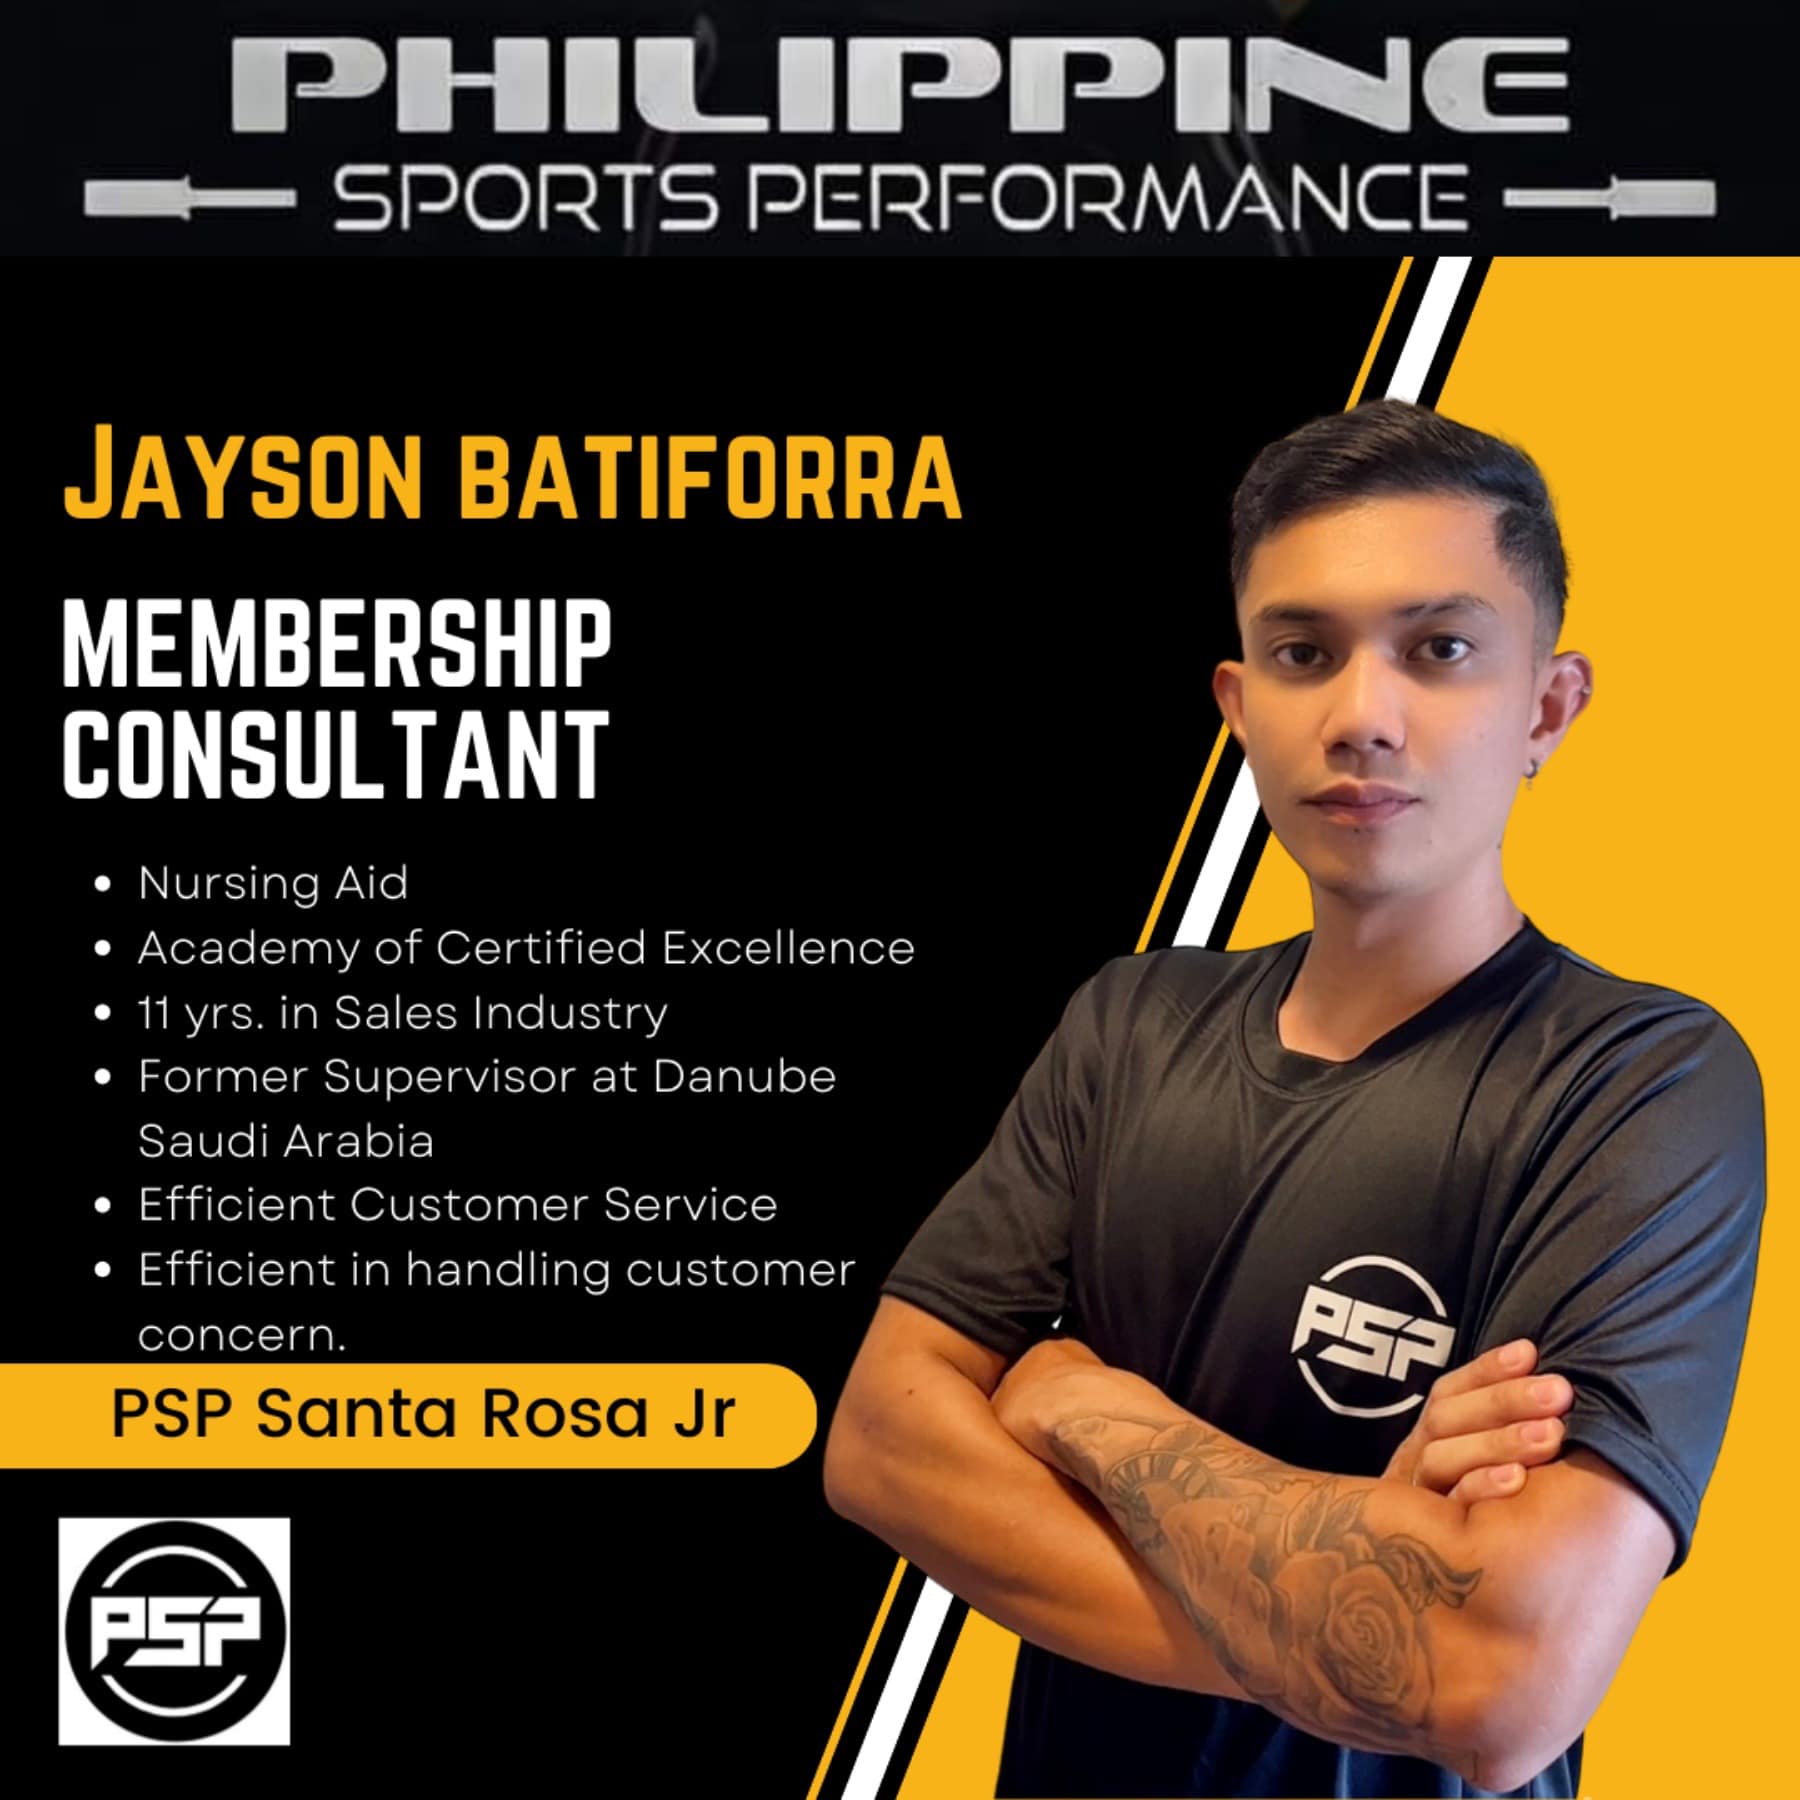 PHILIPPINE
SPORTS PERFORMANCE
JAYSON BATIFORRA
MEMBERSHIP
CONSULTANT
• Nursing Aid
• Academy of Certified Excellence
• 11 yrs. in Sales Industry
• Former Supervisor at Danube
Saudi Arabia
• Efficient Customer Service
• Efficient in handling customer
concern.
PSP
PSP Santa Rosa Jr
PSP